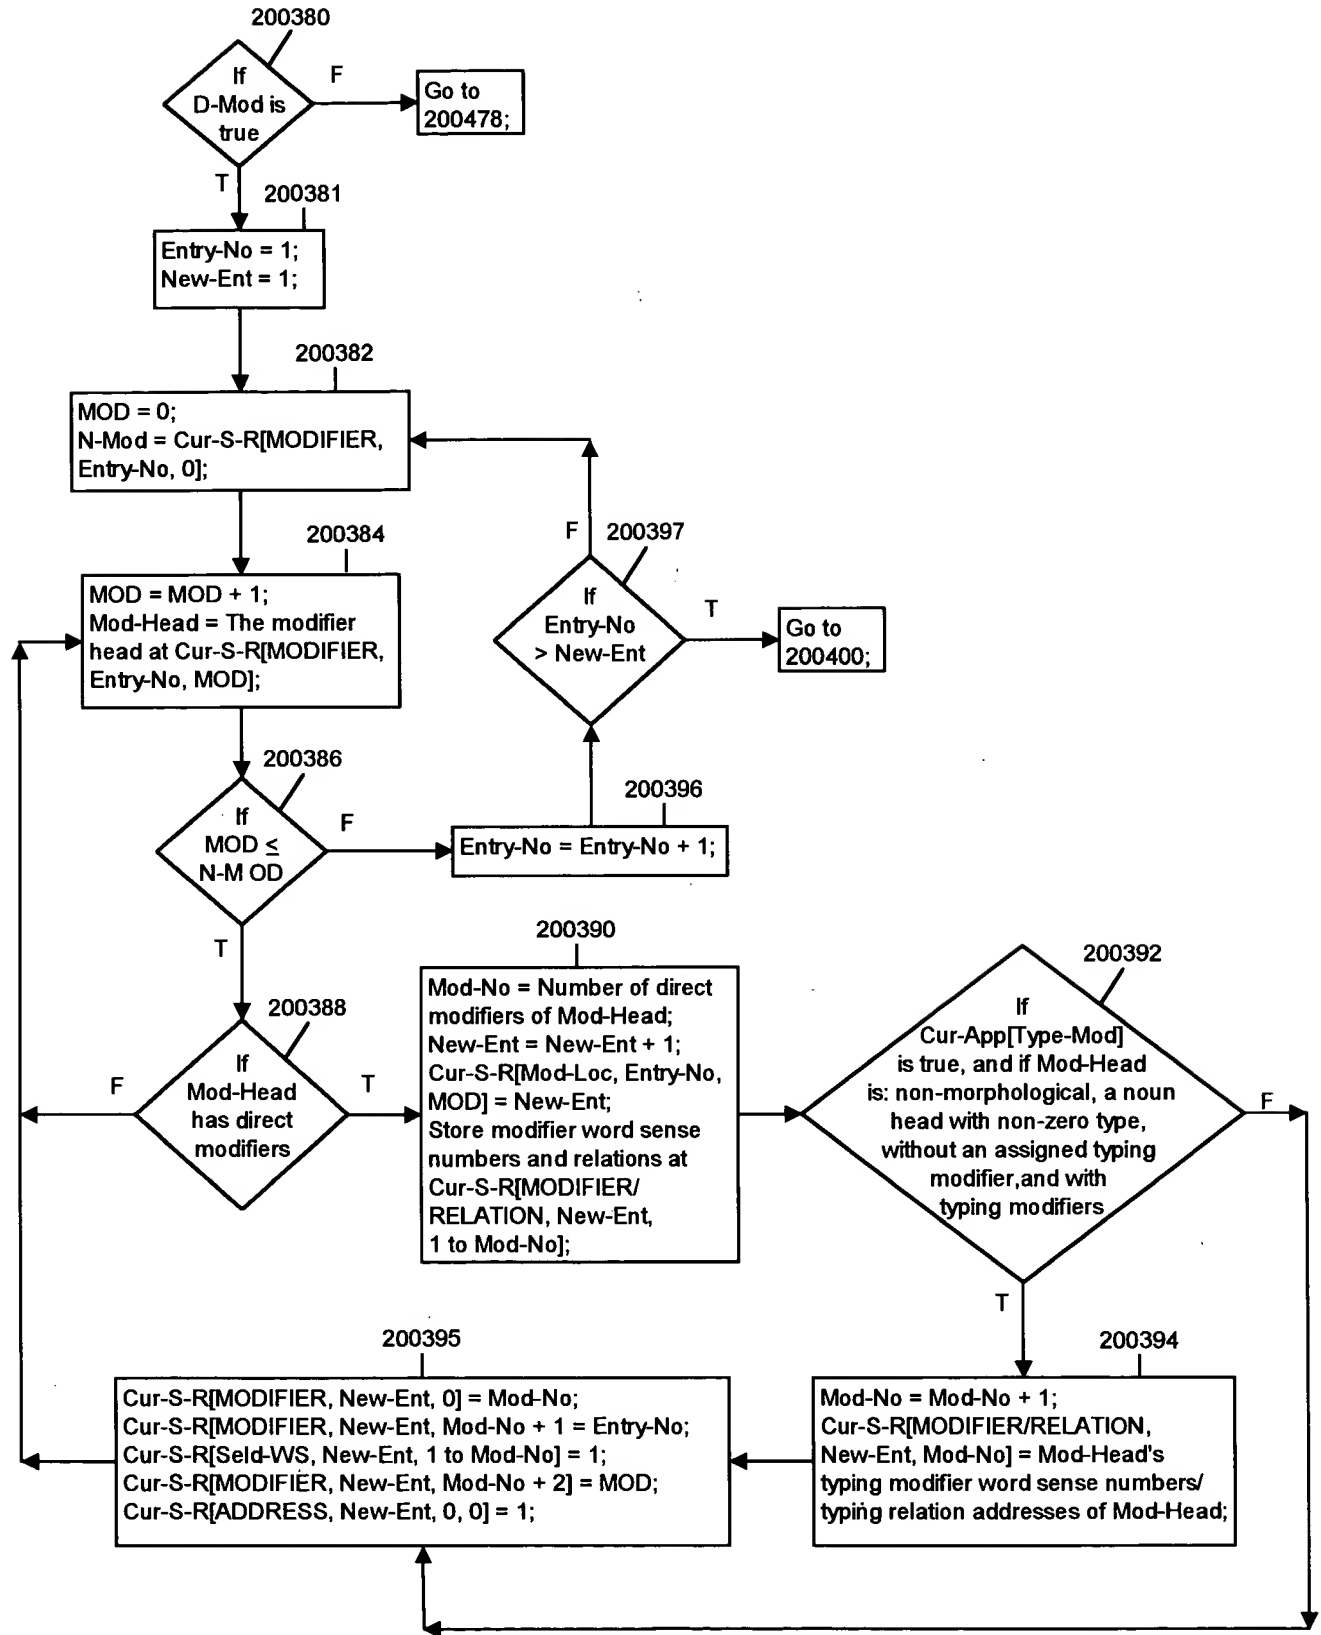 200380
If
D-Mod is
true
F
Go to
200478;
T
200381
Entry-No = 1;
New-Ent = 1;
200382
MOD = 0;
N-Mod = Cur-S-R[MODIFIER,
Entry-No, 0];
200384
MOD = MOD + 1;
Mod-Head = The modifier
head at Cur-S-R[MODIFIER,
Entry-No, MOD];
F
200397
If
Entry-No
> New-Ent
T
Go to
200400;
200386
If
MOD ≤
N-M OD
F
200396
Entry-No = Entry-No + 1;
T
200388
If
Mod-Head
has direct
modifiers
F
T
200390
Mod-No = Number of direct
modifiers of Mod-Head;
New-Ent = New-Ent + 1;
Cur-S-R[Mod-Loc, Entry-No,
MOD] = New-Ent;
Store modifier word sense
numbers and relations at
Cur-S-R[MODIFIER/
RELATION, New-Ent,
1 to Mod-No];
200392
If
Cur-App[Type-Mod]
is true, and if Mod-Head
is: non-morphological, a noun
head with non-zero type,
without an assigned typing
modifier,and with
typing modifiers
F
T
200394
Mod-No = Mod-No + 1;
Cur-S-R[MODIFIER/RELATION,
New-Ent, Mod-No] = Mod-Head's
typing modifier word sense numbers/
typing relation addresses of Mod-Head;
200395
Cur-S-R[MODIFIER, New-Ent, 0] = Mod-No;
Cur-S-R[MODIFIER, New-Ent, Mod-No + 1 = Entry-No;
Cur-S-R[Seld-WS, New-Ent, 1 to Mod-No] = 1;
Cur-S-R[MODIFIER, New-Ent, Mod-No + 2] = MOD;
Cur-S-R[ADDRESS, New-Ent, 0, 0] = 1;